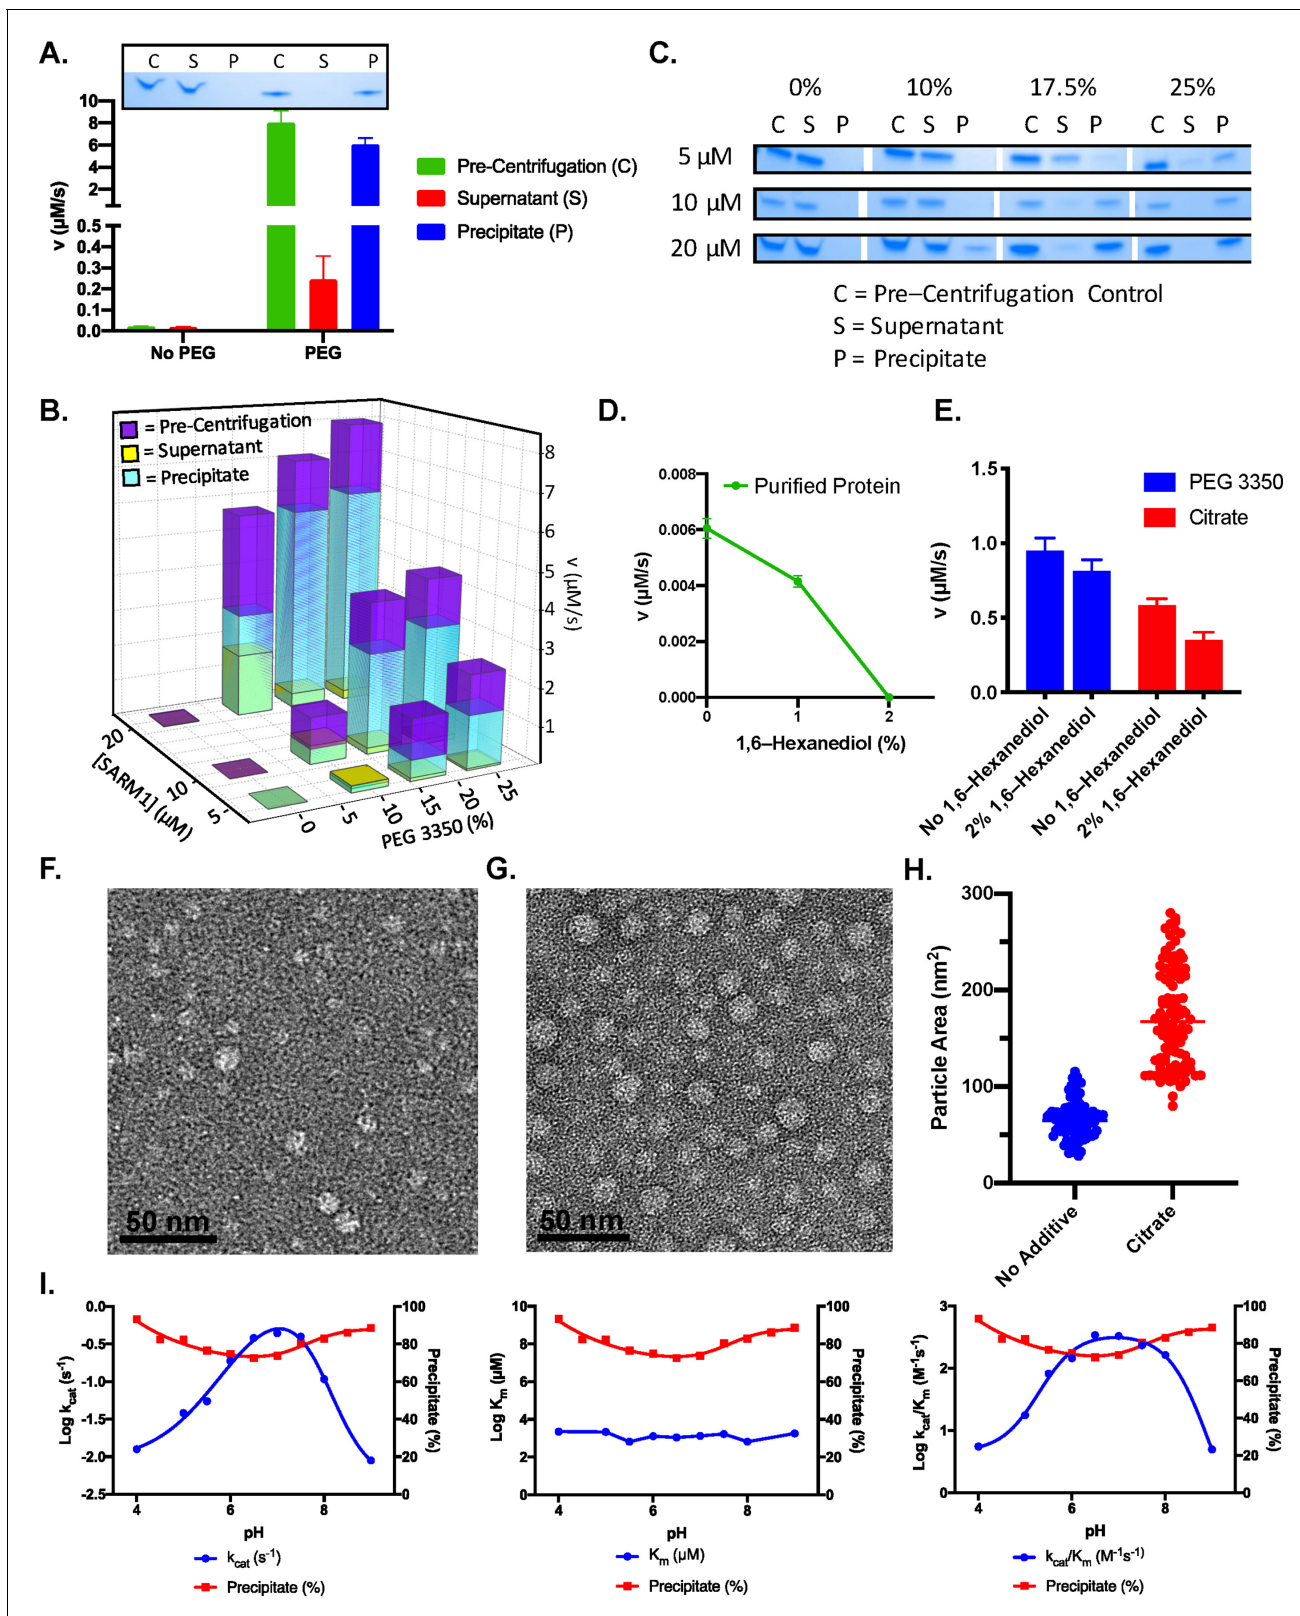 A.
C S P C S P
10
8
6
4
2
0.5
0.4
0.3
0.2
0.1
0.0
v (µM/s)
No PEG PEG
Pre-Centrifugation (C)
Supernatant (S)
Precipitate (P)
C.
0% 10% 17.5% 25%
C S P C S P C S P C S P
5 µM
10 µM
20 µM
C = Pre–Centrifugation Control
S = Supernatant
P = Precipitate
B.
= Pre-Centrifugation
= Supernatant
= Precipitate
8
7
6
5
4
3
2
1
v (µM/s)
20
10
5
[SARM1] (µM)
0
5
10
15
20
25
PEG 3350 (%)
D.
0.008
0.006
0.004
0.002
0.000
v (µM/s)
Purified Protein
0 1 2
1,6–Hexanediol (%)
E.
1.5
1.0
0.5
0.0
v (µM/s)
PEG 3350
Citrate
No 1,6-Hexanediol
2% 1,6-Hexanediol
No 1,6-Hexanediol
2% 1,6-Hexanediol
F.
50 nm
G.
50 nm
H.
300
200
100
0
Particle Area (nm²)
No Additive
Citrate
I.
-0.0
-0.5
-1.0
-1.5
-2.0
-2.5
Log kcat (s⁻¹)
100
80
60
40
20
0
Precipitate (%)
4 6 8
pH
kcat (s⁻¹)
Precipitate (%)
10
8
6
4
2
0
Log Km (µM)
100
80
60
40
20
0
Precipitate (%)
4 6 8
pH
Km (µM)
Precipitate (%)
3
2
1
0
Log kcat/Km (M⁻¹s⁻¹)
100
80
60
40
20
0
Precipitate (%)
4 6 8
pH
kcat/Km (M⁻¹s⁻¹)
Precipitate (%)